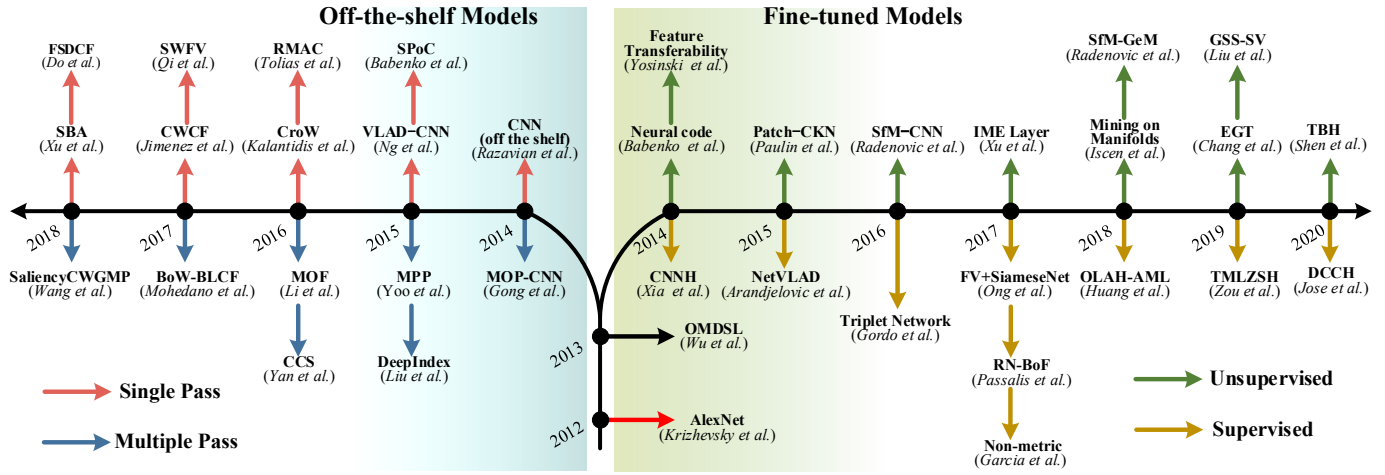 Off-the-shelf Models
Fine-tuned Models
FSDCF
(Do et al.)
SWFV
(Qi et al.)
RMAC
(Tolias et al.)
SPoC
(Babenko et al.)
Feature
Transferability
(Yosinski et al.)
SfM-GeM
(Radenovic et al.)
GSS-SV
(Liu et al.)
SBA
(Xu et al.)
CWCF
(Jimenez et al.)
CroW
(Kalantidis et al.)
VLAD-CNN
(Ng et al.)
CNN
(off the shelf)
(Razavian et al.)
Neural code
(Babenko et al.)
Patch-CKN
(Paulin et al.)
SfM-CNN
(Radenovic et al.)
IME Layer
(Xu et al.)
Mining on
Manifolds
(Iscen et al.)
EGT
(Chang et al.)
TBH
(Shen et al.)
2018
2017
2016
2015
2014
2014
2015
2016
2017
2018
2019
2020
SaliencyCWGMP
(Wang et al.)
BoW-BLCF
(Mohedano et al.)
MOF
(Li et al.)
MPP
(Yoo et al.)
MOP-CNN
(Gong et al.)
CNNH
(Xia et al.)
NetVLAD
(Arandjelovic et al.)
Triplet Network
(Gordo et al.)
FV+SiameseNet
(Ong et al.)
OLAH-AML
(Huang et al.)
TMLZSH
(Zou et al.)
DCCH
(Jose et al.)
2013
OMDSL
(Wu et al.)
CCS
(Yan et al.)
DeepIndex
(Liu et al.)
RN-BoF
(Passalis et al.)
Single Pass
Unsupervised
2012
AlexNet
(Krizhevsky et al.)
Multiple Pass
Supervised
Non-metric
(Garcia et al.)